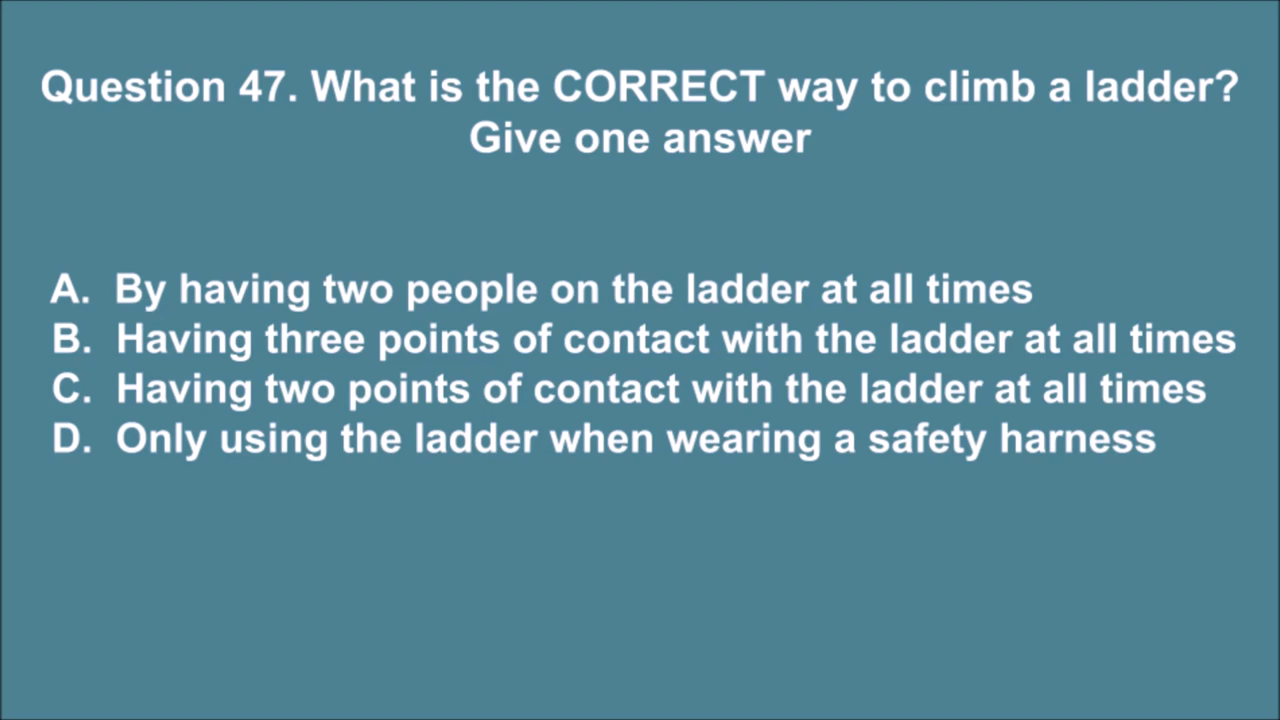 Question 47. What is the CORRECT way to climb a ladder?
Give one answer
A. By having two people on the ladder at all times
B. Having three points of contact with the ladder at all times
C. Having two points of contact with the ladder at all times
D. Only using the ladder when wearing a safety harness